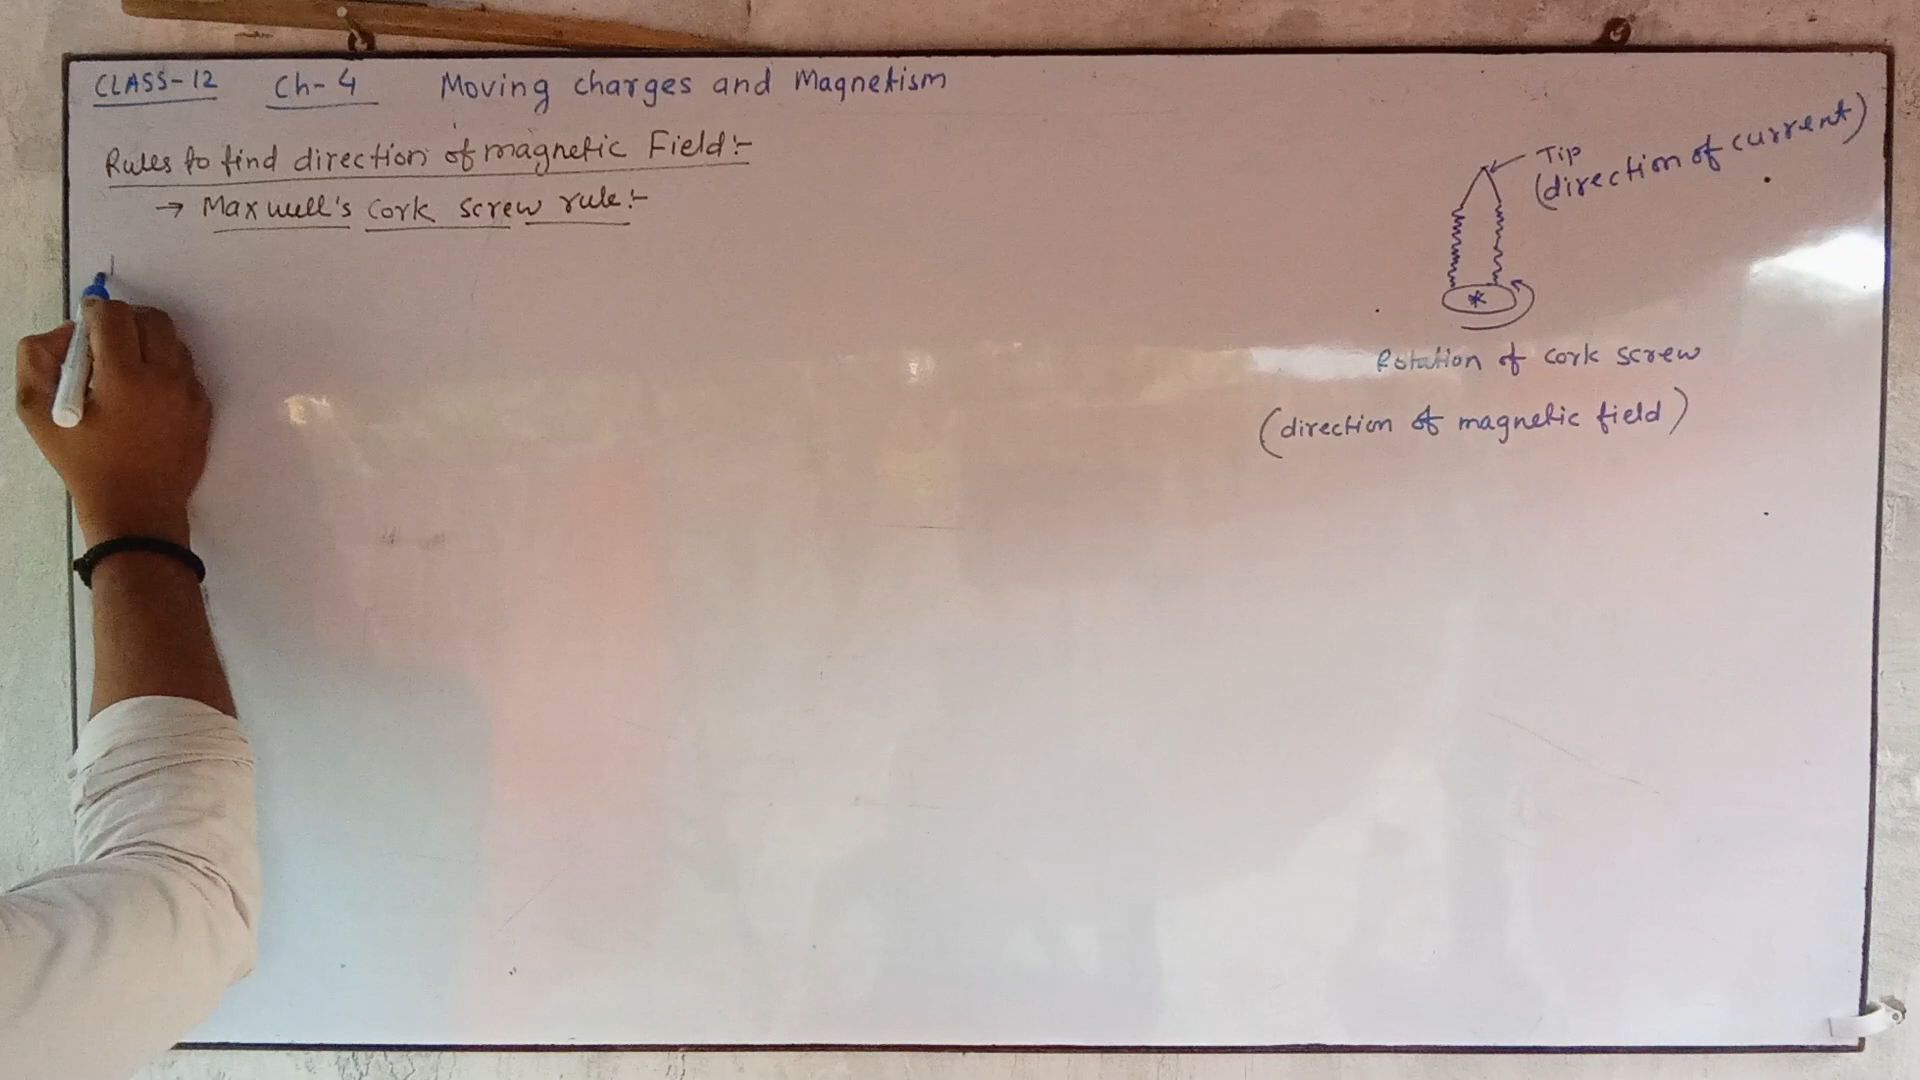 CLASS-12 Ch-4 Moving charges and Magnetism
Rules to find direction of magnetic Field:-
→ Maxwell's cork screw rule:-
Tip
(direction of current)
Rotation of cork screw
(direction of magnetic field)